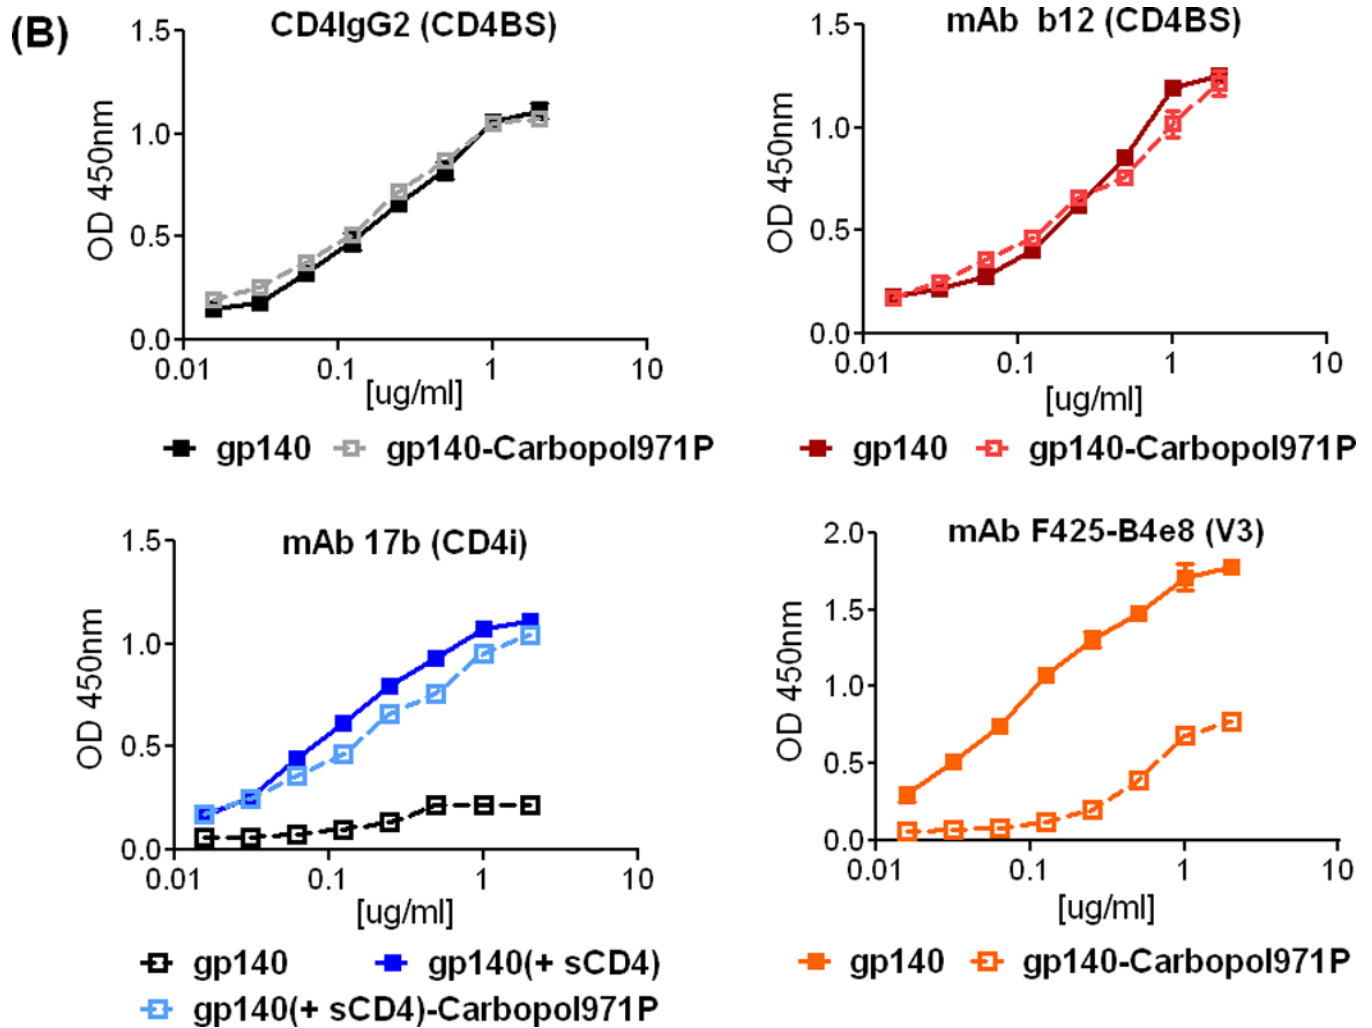 (B)
CD4IgG2 (CD4BS)
1.5
1.0
0.5
0.0
OD 450nm
0.01 0.1 1 10
[ug/ml]
gp140 gp140-Carbopol971P
mAb b12 (CD4BS)
1.5
1.0
0.5
0.0
OD 450nm
0.01 0.1 1 10
[ug/ml]
gp140 gp140-Carbopol971P
mAb 17b (CD4i)
1.5
1.0
0.5
0.0
OD 450nm
0.01 0.1 1 10
[ug/ml]
gp140 gp140(+ sCD4)
gp140(+ sCD4)-Carbopol971P
mAb F425-B4e8 (V3)
2.0
1.5
1.0
0.5
0.0
OD 450nm
0.01 0.1 1 10
[ug/ml]
gp140 gp140-Carbopol971P